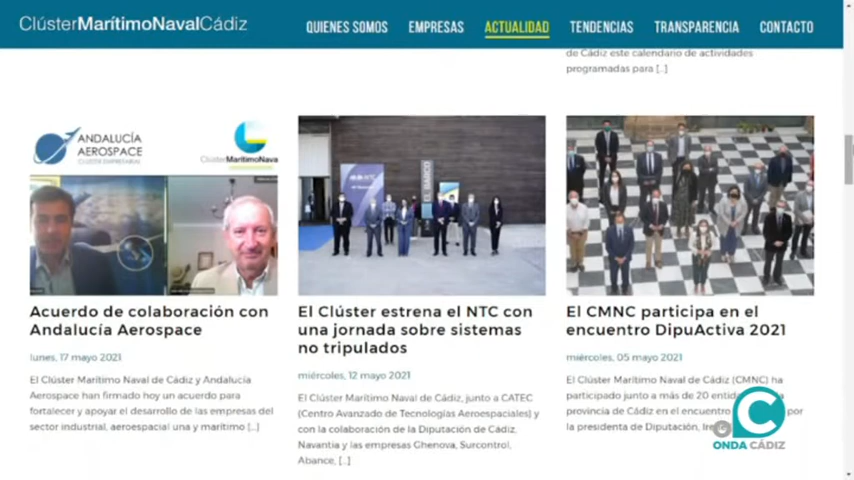 ClústerMarítimoNavalCádiz
QUIENES SOMOS EMPRESAS ACTUALIDAD TENDENCIAS TRANSPARENCIA CONTACTO
de Cádiz este calendario de actividades
programadas para [...]
ANDALUCÍA
AEROSPACE
CLÚSTER EMPRESARIAL
ClústerMarítimoNava
Acuerdo de colaboración con
Andalucía Aerospace
lunes, 17 mayo 2021
El Clúster Marítimo Naval de Cádiz y Andalucía
Aerospace han firmado hoy un acuerdo para
fortalecer y apoyar el desarrollo de las empresas del
sector industrial, aeroespacial una y marítimo [...]
NTC
EL BARCO
El Clúster estrena el NTC con
una jornada sobre sistemas
no tripulados
miércoles, 12 mayo 2021
El Clúster Marítimo Naval de Cádiz, junto a CATEC
(Centro Avanzado de Tecnologías Aeroespaciales) y
con la colaboración de la Diputación de Cádiz,
Navantia y las empresas Ghenova, Surcontrol,
Abance, [...]
El CMNC participa en el
encuentro DipuActiva 2021
miércoles, 05 mayo 2021
El Clúster Marítimo Naval de Cádiz (CMNC) ha
participado junto a más de 20 entid la
provincia de Cádiz en el encuentro por
la presidenta de Diputación, Ire
ONDA CÁDIZ